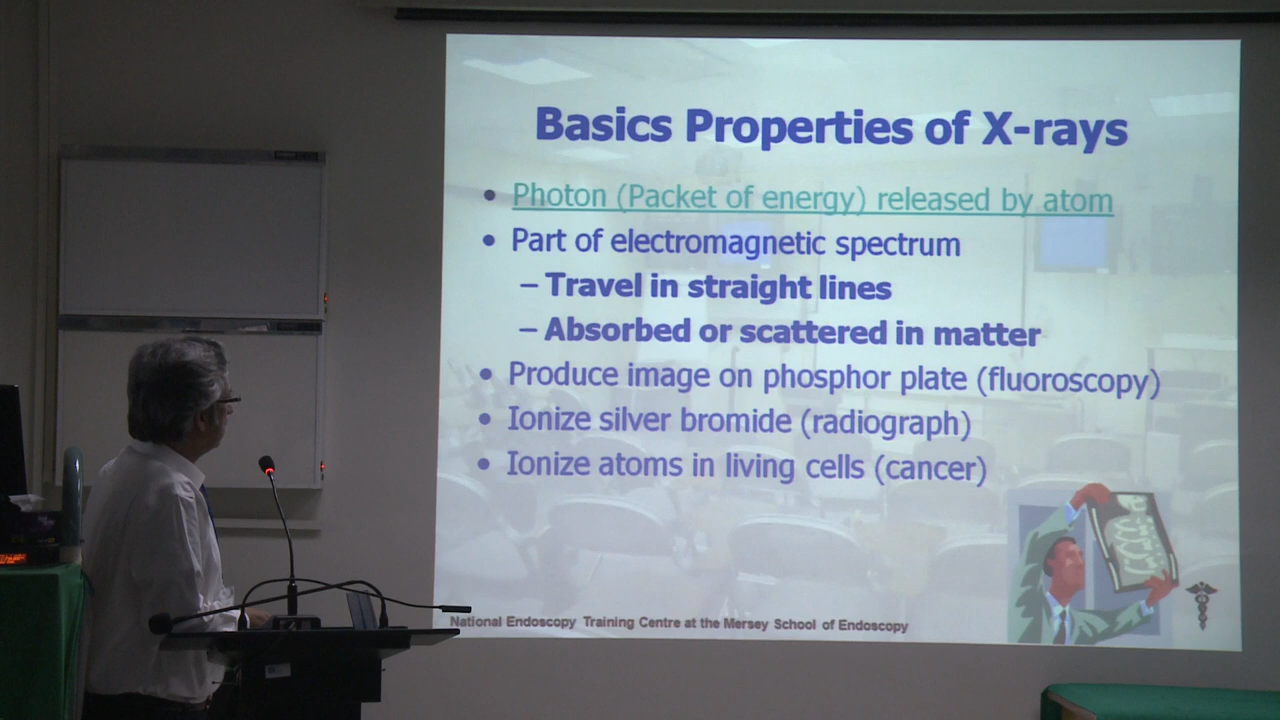 Basics Properties of X-rays
• Photon (Packet of energy) released by atom
• Part of electromagnetic spectrum
– Travel in straight lines
– Absorbed or scattered in matter
• Produce image on phosphor plate (fluoroscopy)
• Ionize silver bromide (radiograph)
• Ionize atoms in living cells (cancer)
National Endoscopy Training Centre at the Mersey School of Endoscopy